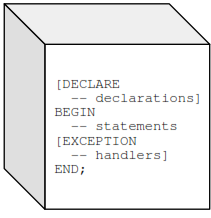 [DECLARE
  -- declarations]
BEGIN
  -- statements
[EXCEPTION
  -- handlers]
END;